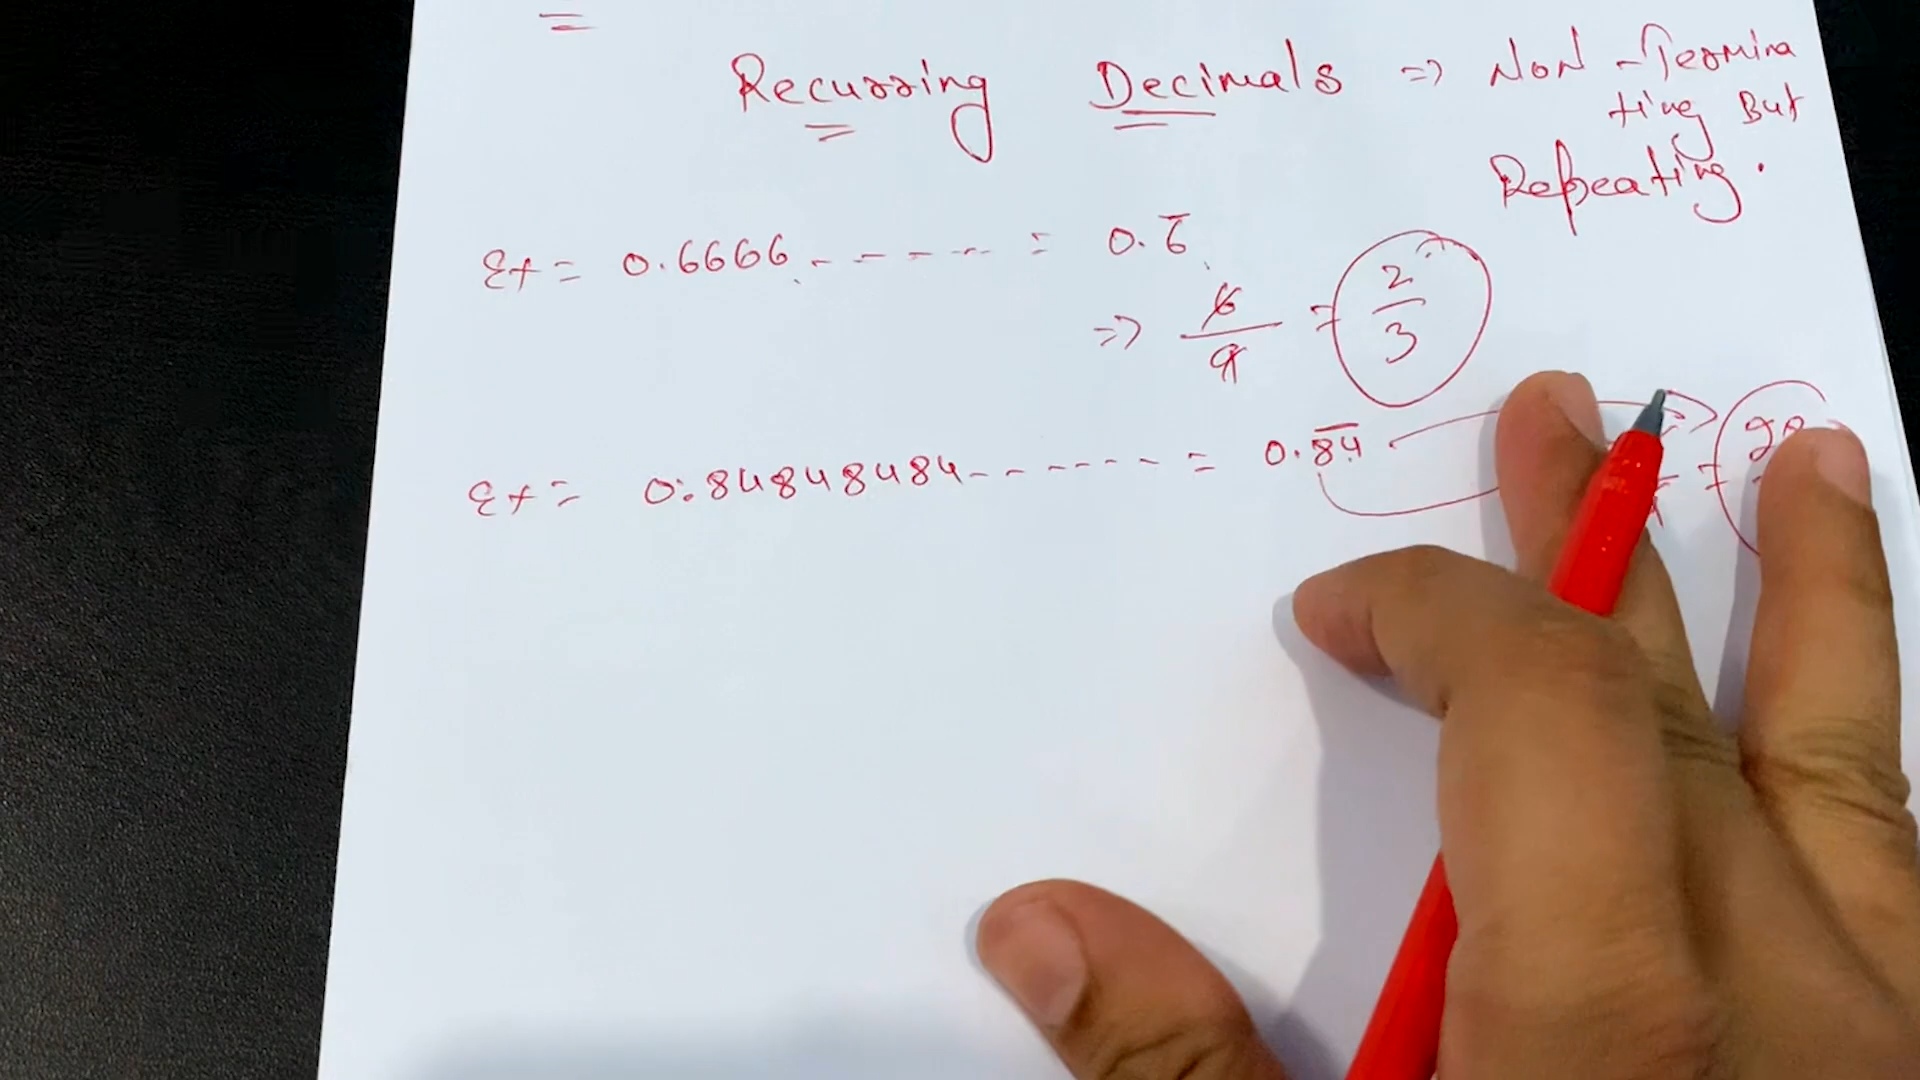 Recurring Decimals => NON-Termina
ting But
Repeating.
Ex = 0.6666.------ = 0.6̅
=> 6/9 = 2/3
Ex = 0.84848484------- = 0.8̅4̅
=